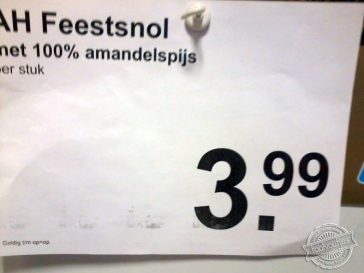 AH Feestsnol
met 100% amandelspijs
per stuk
3.99
Geldig t/m op=op.